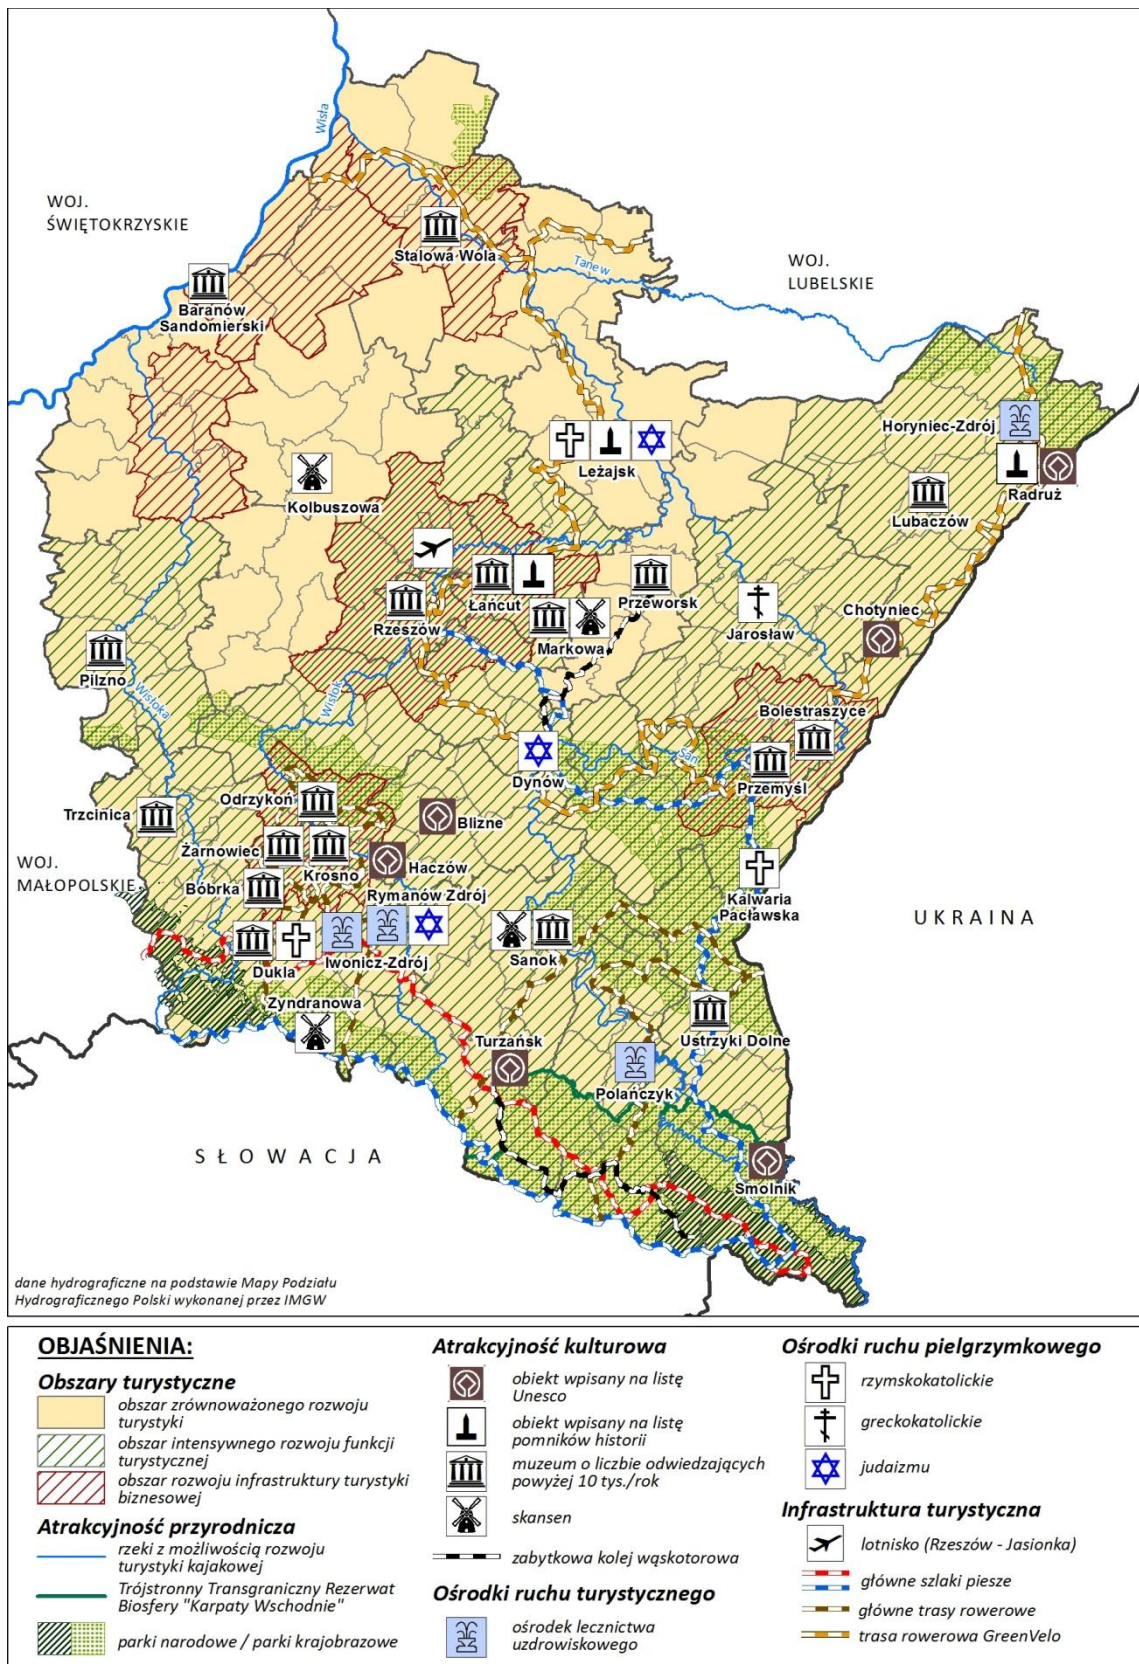 Wisła
WOJ.
ŚWIĘTOKRZYSKIE
Stalowa Wola
Tanew
WOJ.
LUBELSKIE
Baranów
Sandomierski
Horyniec-Zdrój
Leżajsk
Radruż
Kolbuszowa
Lubaczów
Łańcut
Przeworsk
Rzeszów
Markowa
Jarosław
Chotyniec
Pilzno
Wisłoka
Wisłok
Bolestraszyce
San
Dynów
Przemyśl
Odrzykoń
Trzcinica
Blizne
Żarnowiec
Krosno
Haczów
WOJ.
MAŁOPOLSKIE
Bóbrka
Rymanów Zdrój
Kalwaria
Pacławska
UKRAINA
Dukla
Iwonicz-Zdrój
Sanok
Zyndranowa
Turzańsk
Ustrzyki Dolne
Polańczyk
SŁOWACJA
Smolnik
dane hydrograficzne na podstawie Mapy Podziału
Hydrograficznego Polski wykonanej przez IMGW
OBJAŚNIENIA:
Obszary turystyczne
obszar zrównoważonego rozwoju
turystyki
obszar intensywnego rozwoju funkcji
turystycznej
obszar rozwoju infrastruktury turystyki
biznesowej
Atrakcyjność przyrodnicza
rzeki z możliwością rozwoju
turystyki kajakowej
Trójstronny Transgraniczny Rezerwat
Biosfery "Karpaty Wschodnie"
parki narodowe / parki krajobrazowe
Atrakcyjność kulturowa
obiekt wpisany na listę
Unesco
obiekt wpisany na listę
pomników historii
muzeum o liczbie odwiedzających
powyżej 10 tys./rok
skansen
zabytkowa kolej wąskotorowa
Ośrodki ruchu turystycznego
ośrodek lecznictwa
uzdrowiskowego
Ośrodki ruchu pielgrzymkowego
rzymskokatolickie
greckokatolickie
judaizmu
Infrastruktura turystyczna
lotnisko (Rzeszów - Jasionka)
główne szlaki piesze
główne trasy rowerowe
trasa rowerowa GreenVelo